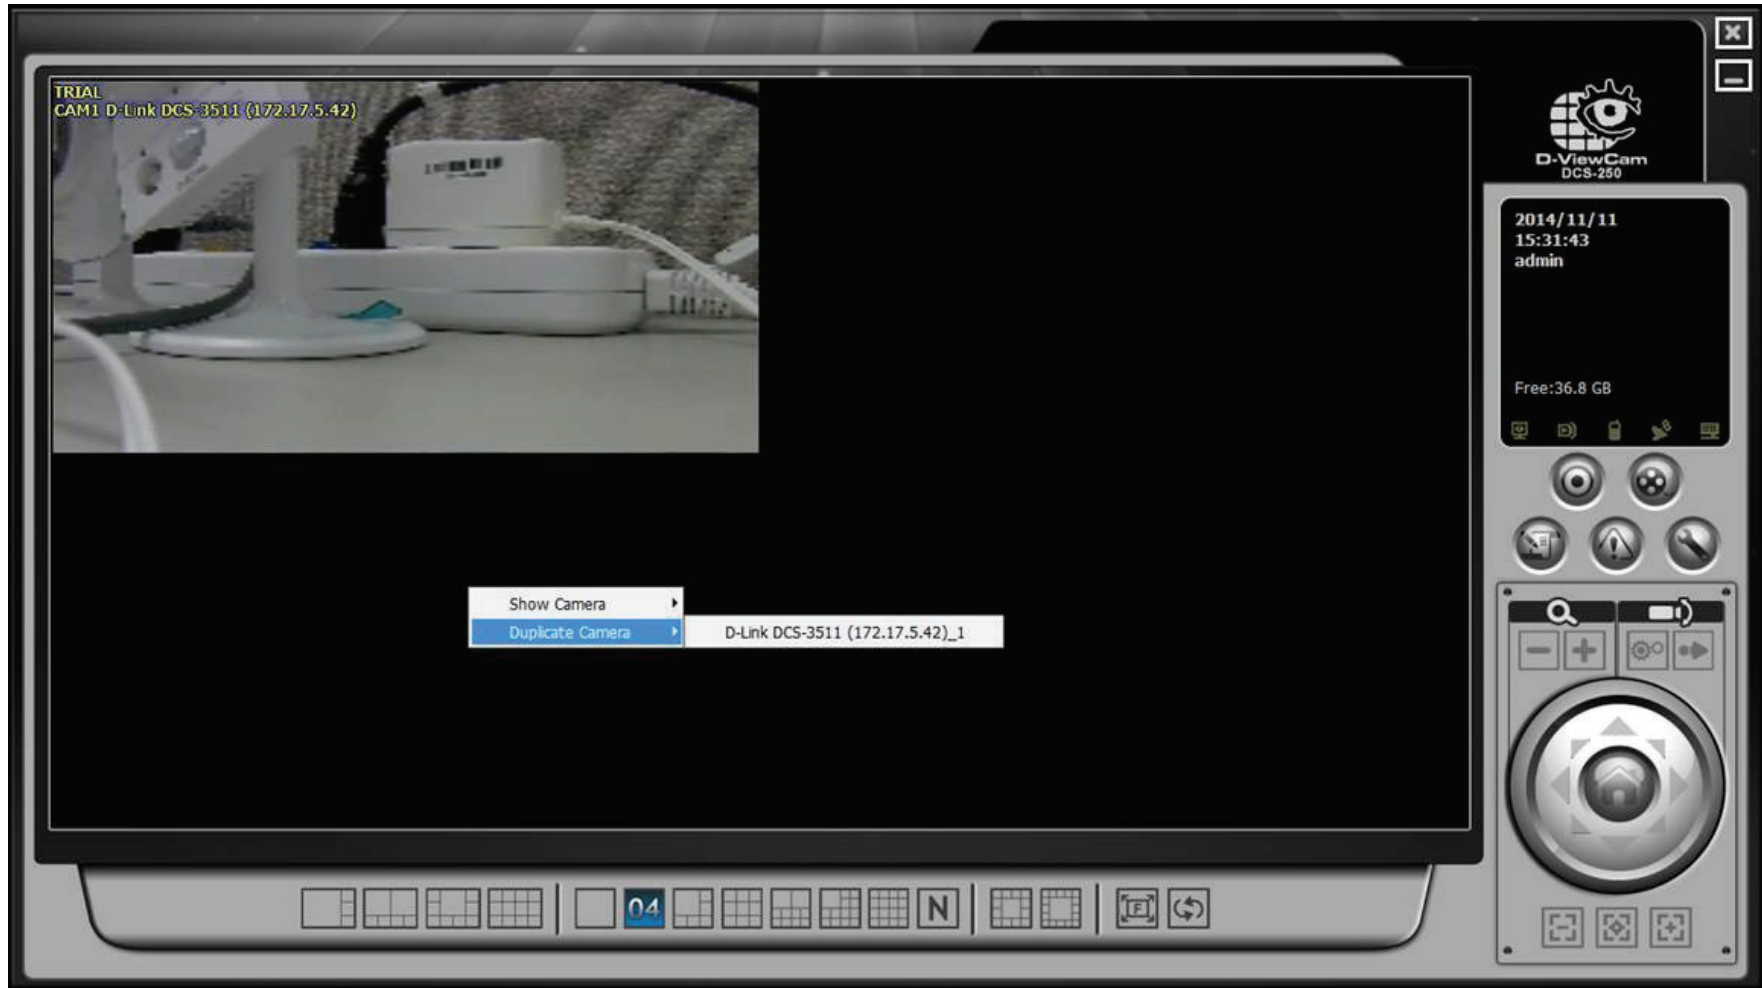 TRIAL
CAM1 D-Link DCS-3511 (172.17.5.42)
D-ViewCam
DCS-250
2014/11/11
15:31:43
admin
Free:36.8 GB
Show Camera
Duplicate Camera
D-Link DCS-3511 (172.17.5.42)_1
04
N
F